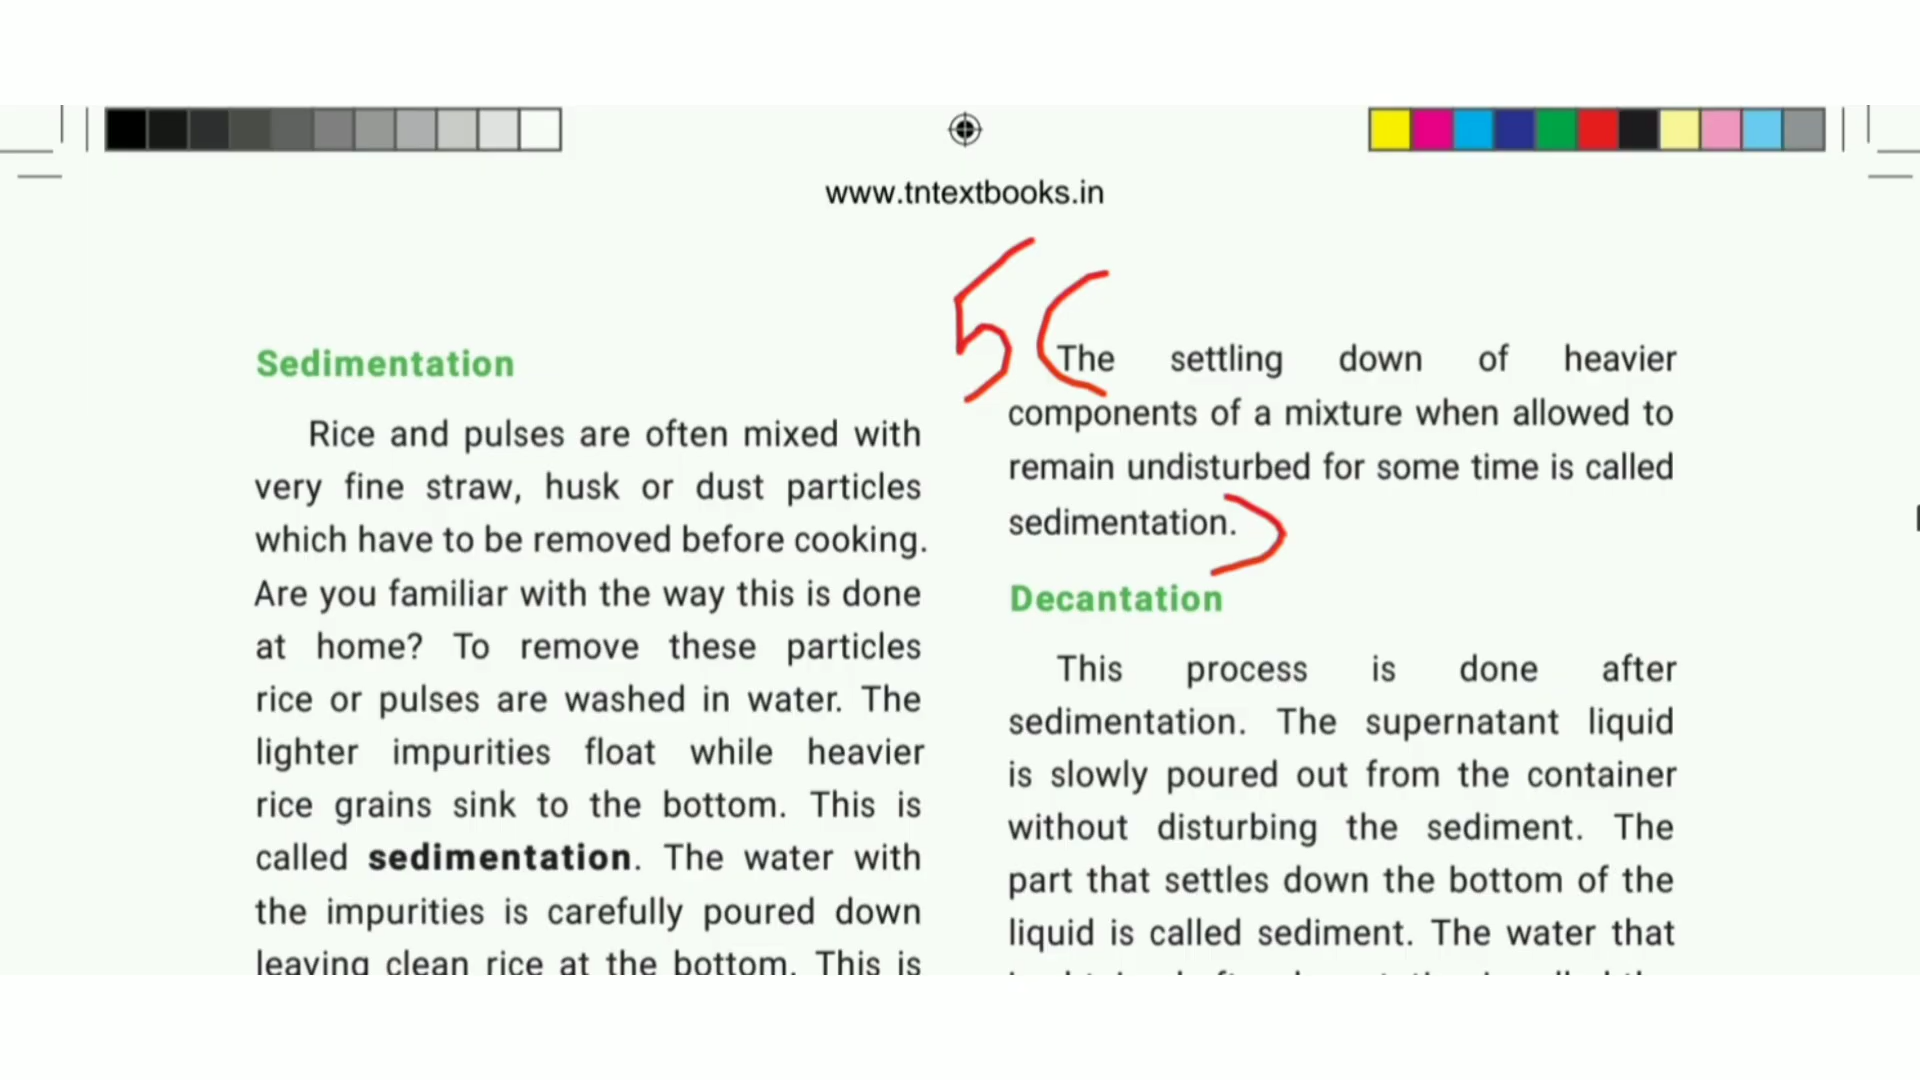 www.tntextbooks.in
5
Sedimentation
Rice and pulses are often mixed with
very fine straw, husk or dust particles
which have to be removed before cooking.
Are you familiar with the way this is done
at home? To remove these particles
rice or pulses are washed in water. The
lighter impurities float while heavier
rice grains sink to the bottom. This is
called sedimentation. The water with
the impurities is carefully poured down
leaving clean rice at the bottom. This is
The settling down of heavier
components of a mixture when allowed to
remain undisturbed for some time is called
sedimentation.
Decantation
This process is done after
sedimentation. The supernatant liquid
is slowly poured out from the container
without disturbing the sediment. The
part that settles down the bottom of the
liquid is called sediment. The water that